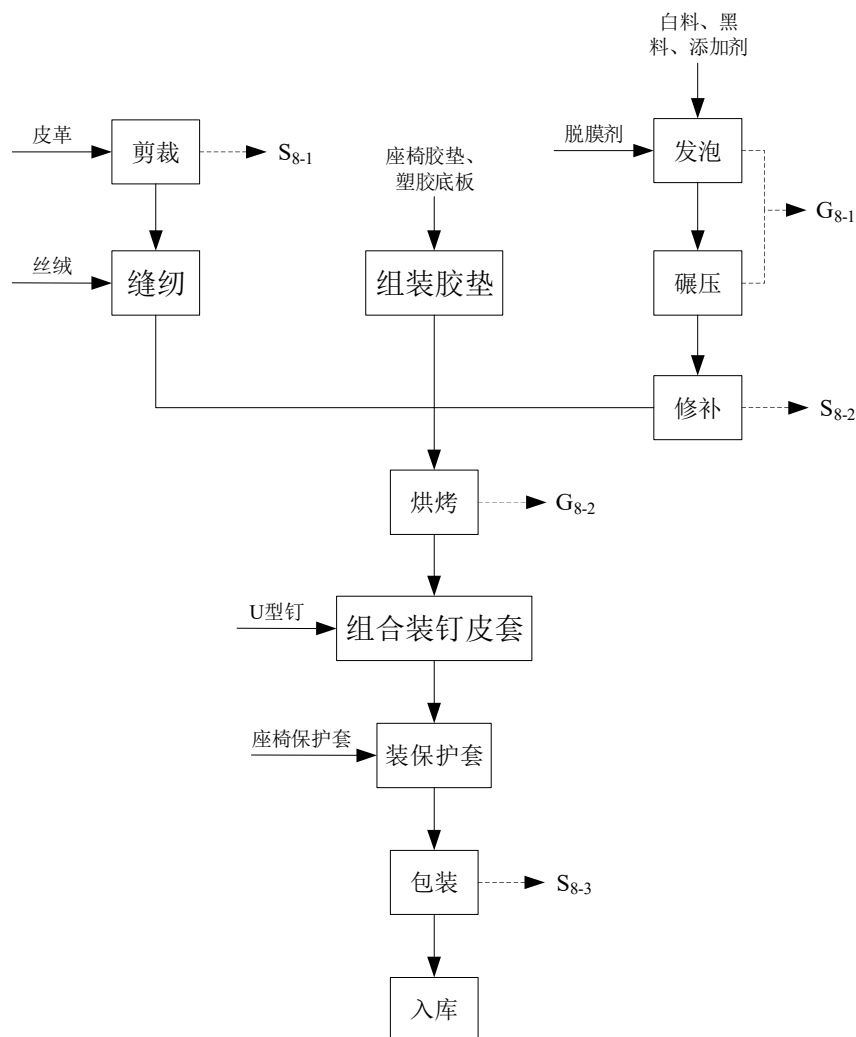 白料、黑
料、添加剂
皮革
剪裁
S8-1
座椅胶垫、
塑胶底板
脱膜剂
发泡
G8-1
丝绒
缝纫
组装胶垫
碾压
修补
S8-2
烘烤
G8-2
U型钉
组合装钉皮套
座椅保护套
装保护套
包装
S8-3
入库